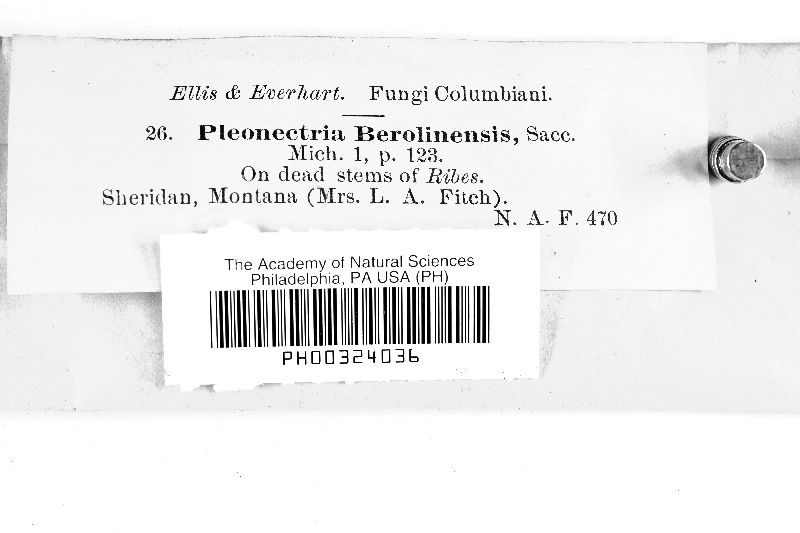 Ellis & Everhart. Fungi Columbiani.
26. Pleonectria Berolinensis, Sacc.
Mich. 1, p. 123.
On dead stems of Ribes.
Sheridan, Montana (Mrs. L. A. Fitch).
N. A. F. 470
The Academy of Natural Sciences
Philadelphia, PA USA (PH)
PH00324036